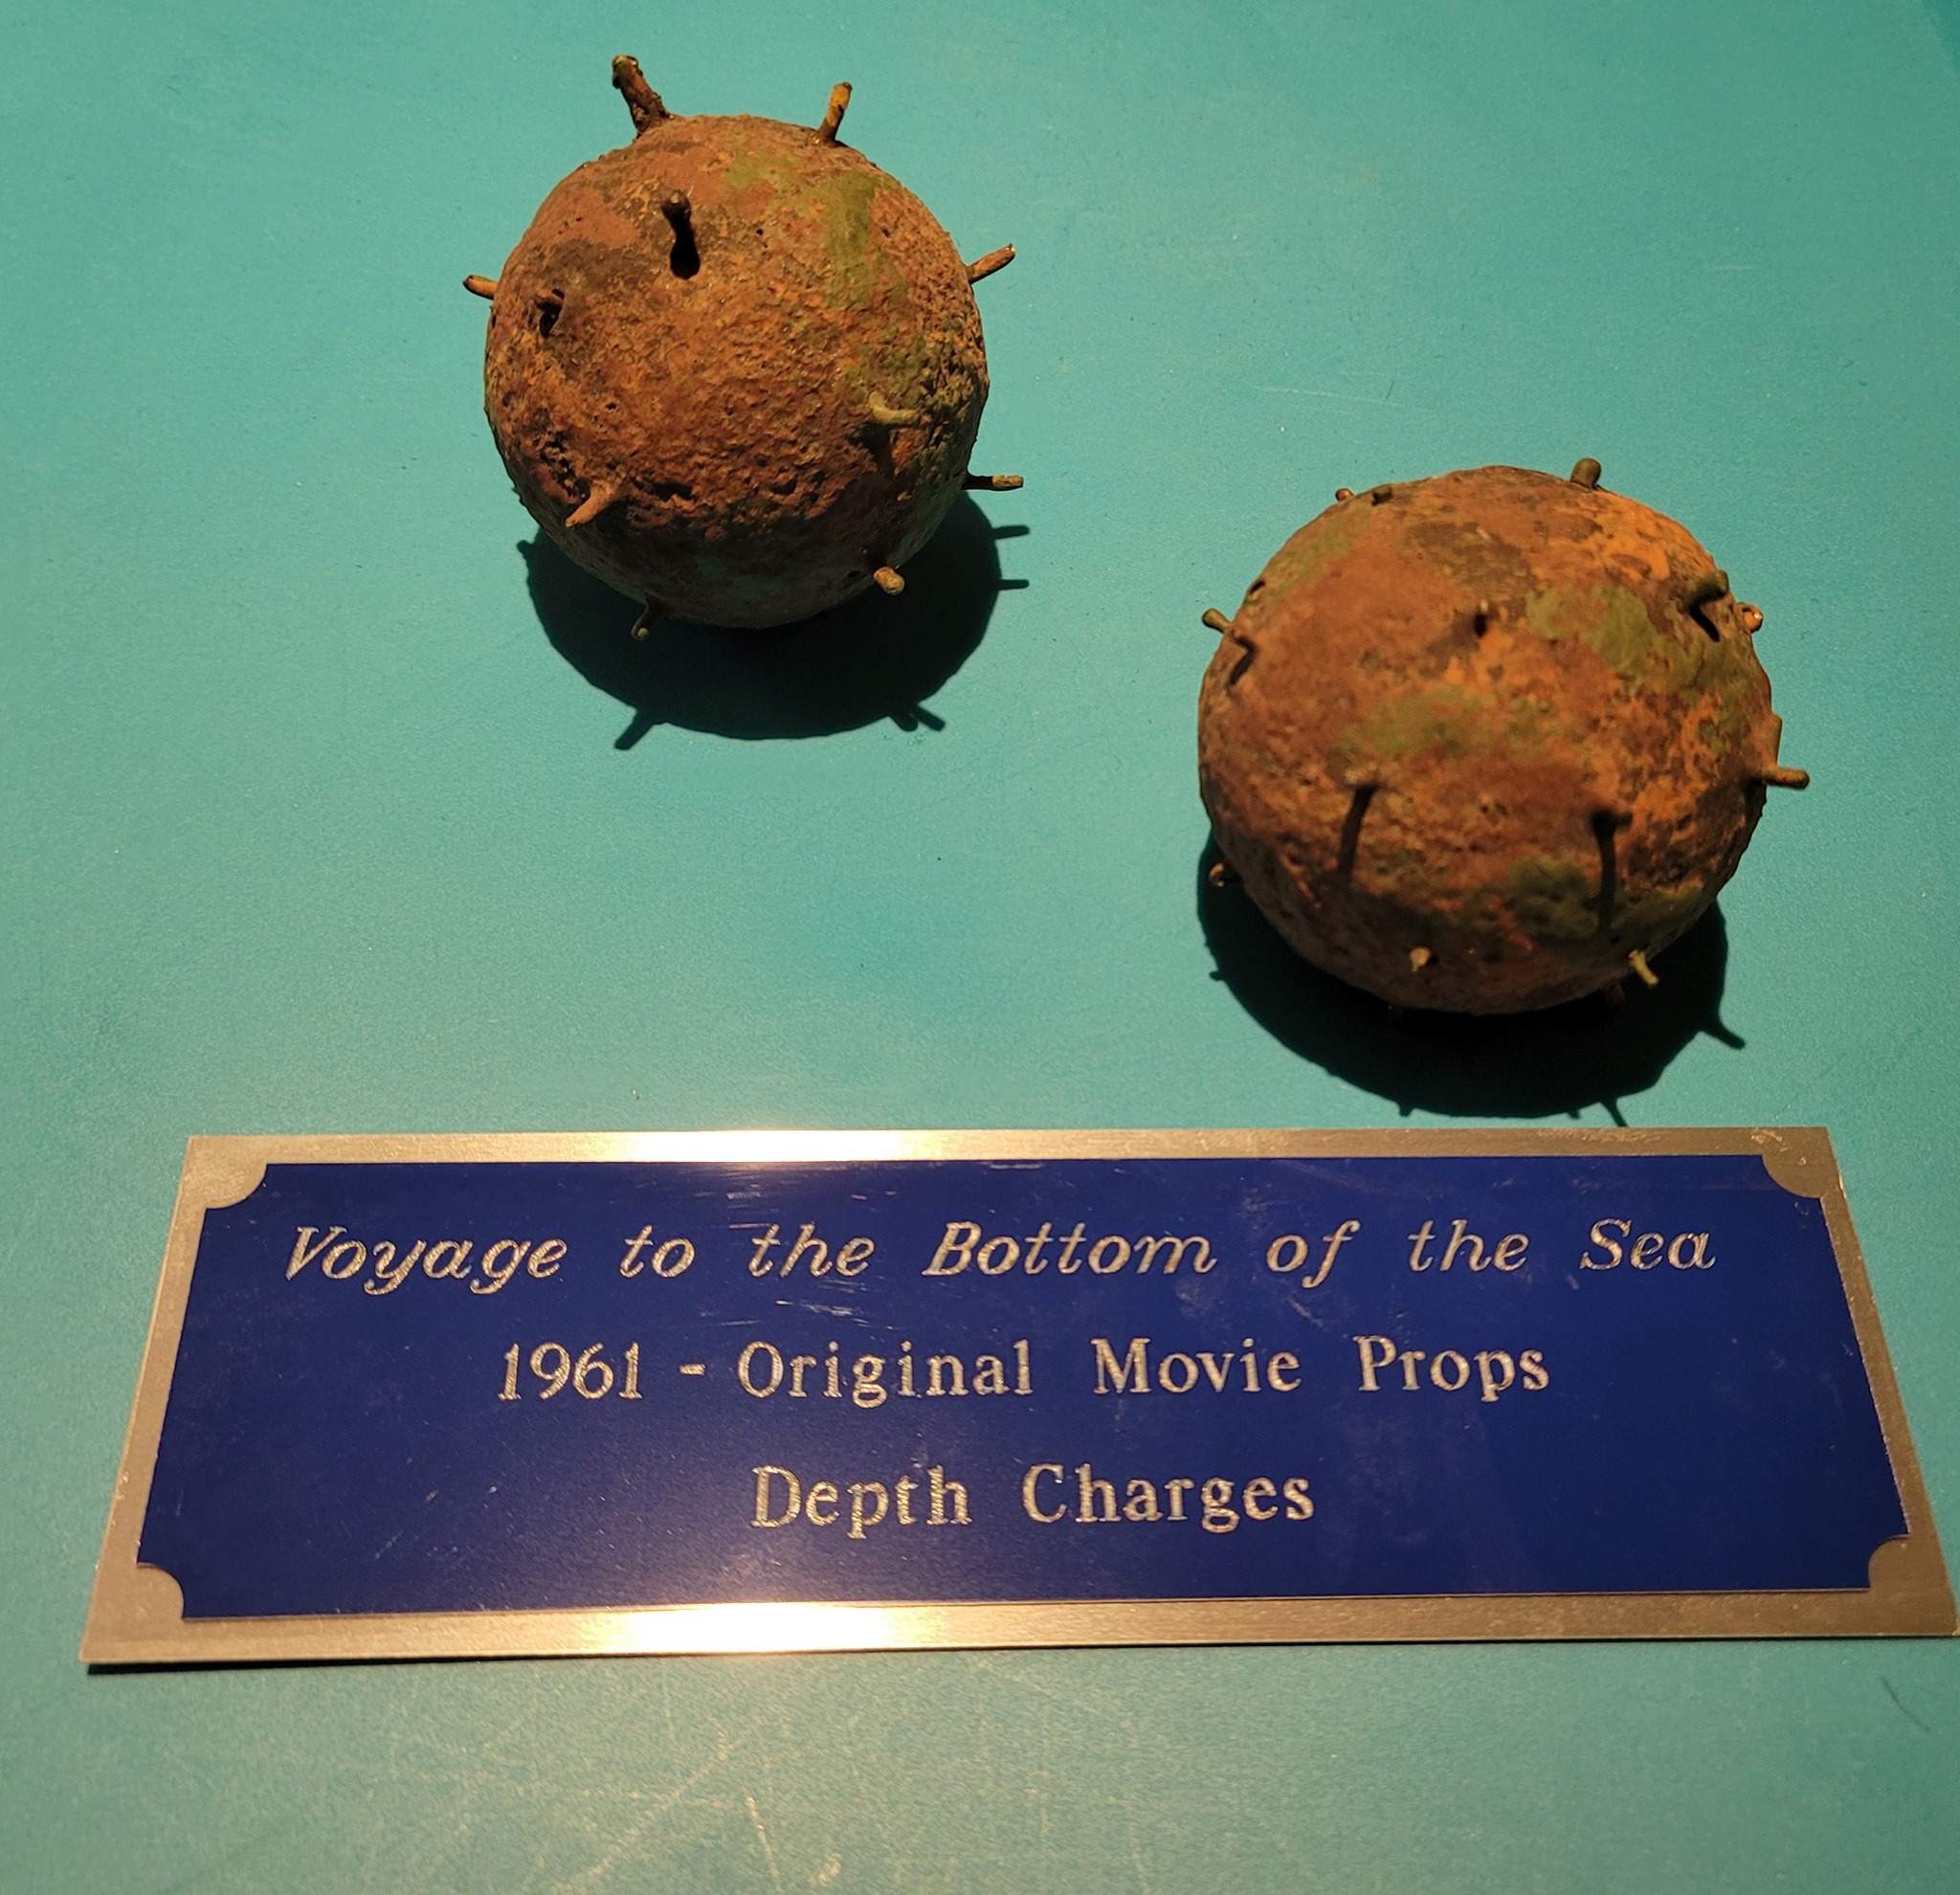 Voyage to the Bottom of the Sea
1961 - Original Movie Props
Depth Charges